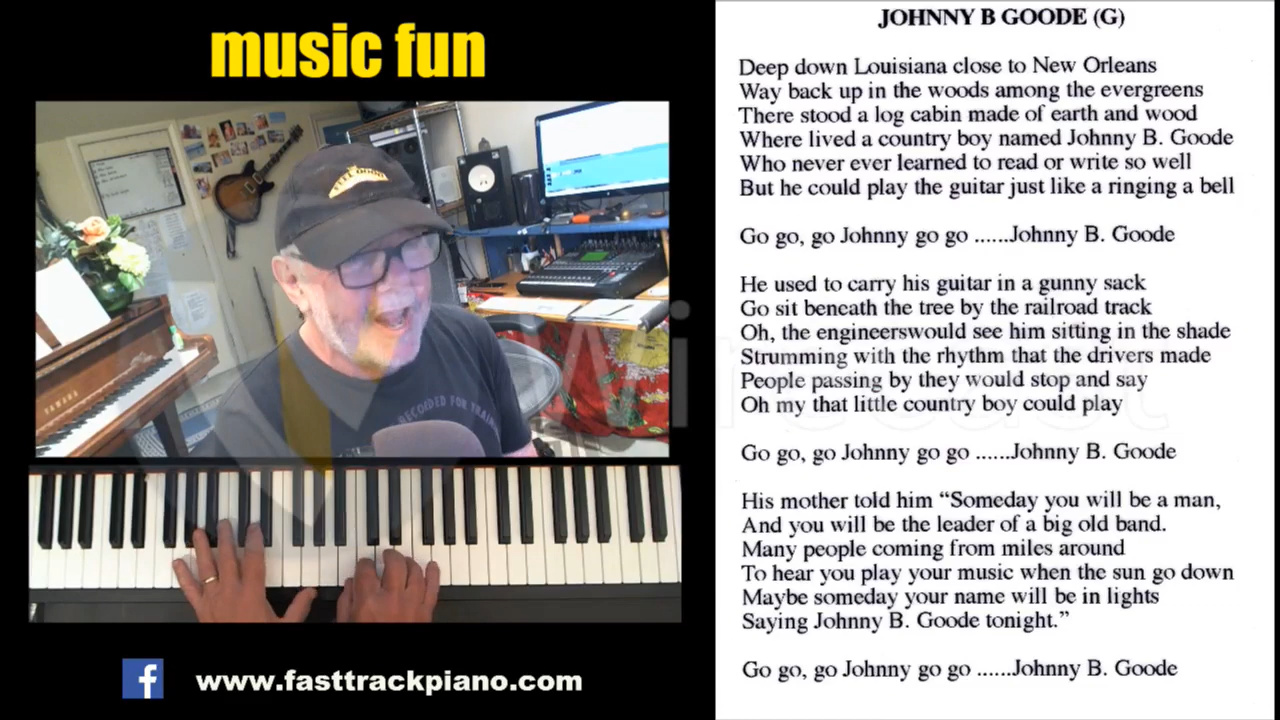 music fun
YAMAHA
FEEL GOOD
RECORDED FOR TRAIN
www.fasttrackpiano.com
JOHNNY B GOODE (G)
Deep down Louisiana close to New Orleans
Way back up in the woods among the evergreens
There stood a log cabin made of earth and wood
Where lived a country boy named Johnny B. Goode
Who never ever learned to read or write so well
But he could play the guitar just like a ringing a bell
Go go, go Johnny go go ......Johnny B. Goode
He used to carry his guitar in a gunny sack
Go sit beneath the tree by the railroad track
Oh, the engineerswould see him sitting in the shade
Strumming with the rhythm that the drivers made
People passing by they would stop and say
Oh my that little country boy could play
Go go, go Johnny go go ......Johnny B. Goode
His mother told him “Someday you will be a man,
And you will be the leader of a big old band.
Many people coming from miles around
To hear you play your music when the sun go down
Maybe someday your name will be in lights
Saying Johnny B. Goode tonight.”
Go go, go Johnny go go ......Johnny B. Goode
Wirecast